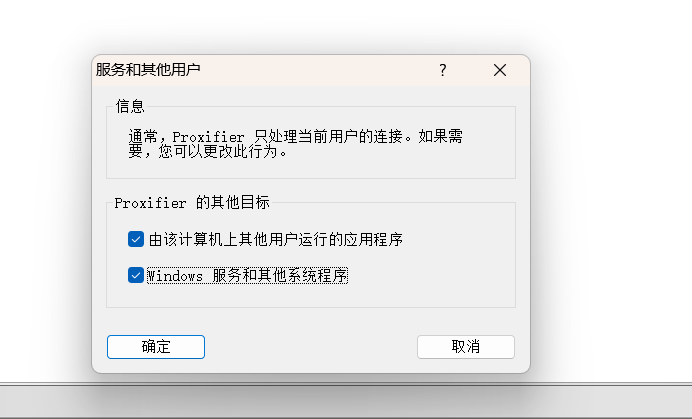 服务和其他用户
信息
通常，Proxifier 只处理当前用户的连接。如果需
要，您可以更改此行为。
Proxifier 的其他目标
由该计算机上其他用户运行的应用程序
Windows 服务和其他系统程序
确定
取消